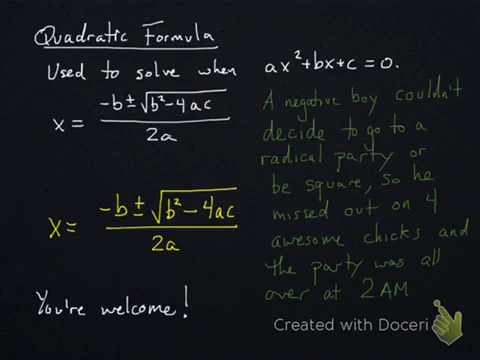 Quadratic Formula
Used to solve when ax²+bx+c=0.
x = (-b ± √(b²-4ac))/(2a)
x = (-b ± √(b²-4ac))/(2a)
You're welcome!
A negative boy couldn't
decide to go to a
radical party or
be square, so he
missed out on 4
awesome chicks and
the party was all
over at 2AM
Created with Doceri